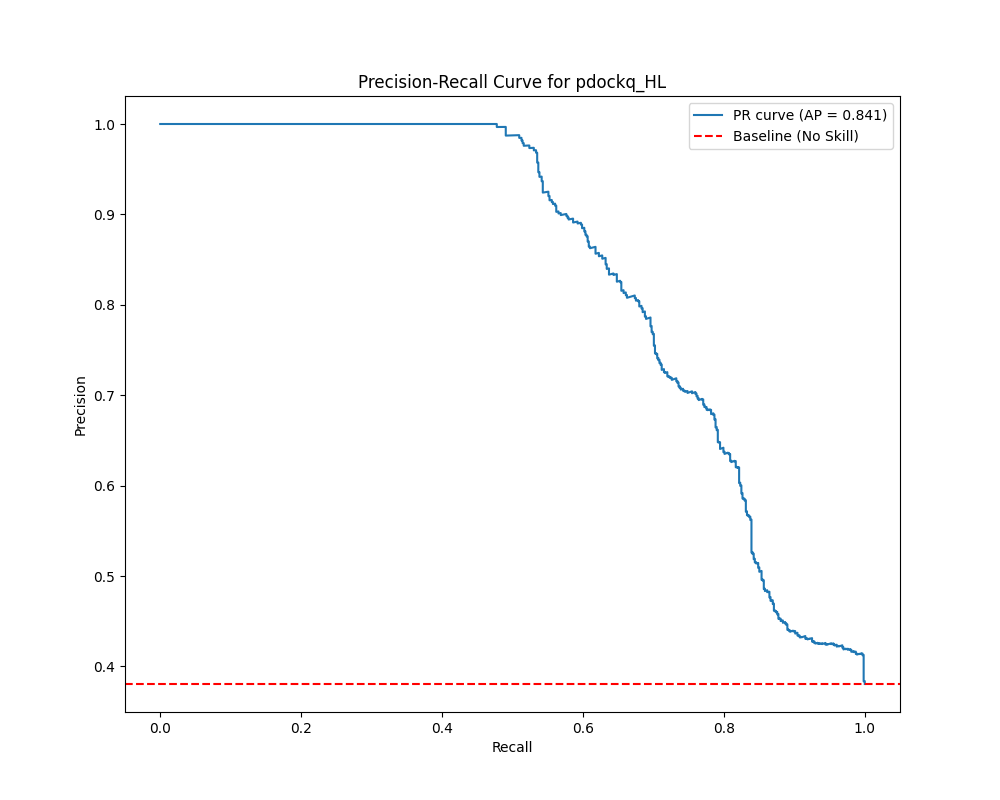 Precision-Recall Curve for pdockq_HL
PR curve (AP = 0.841)
Baseline (No Skill)
1.0
0.9
0.8
0.7
0.6
0.5
0.4
Precision
0.0 0.2 0.4 0.6 0.8 1.0
Recall